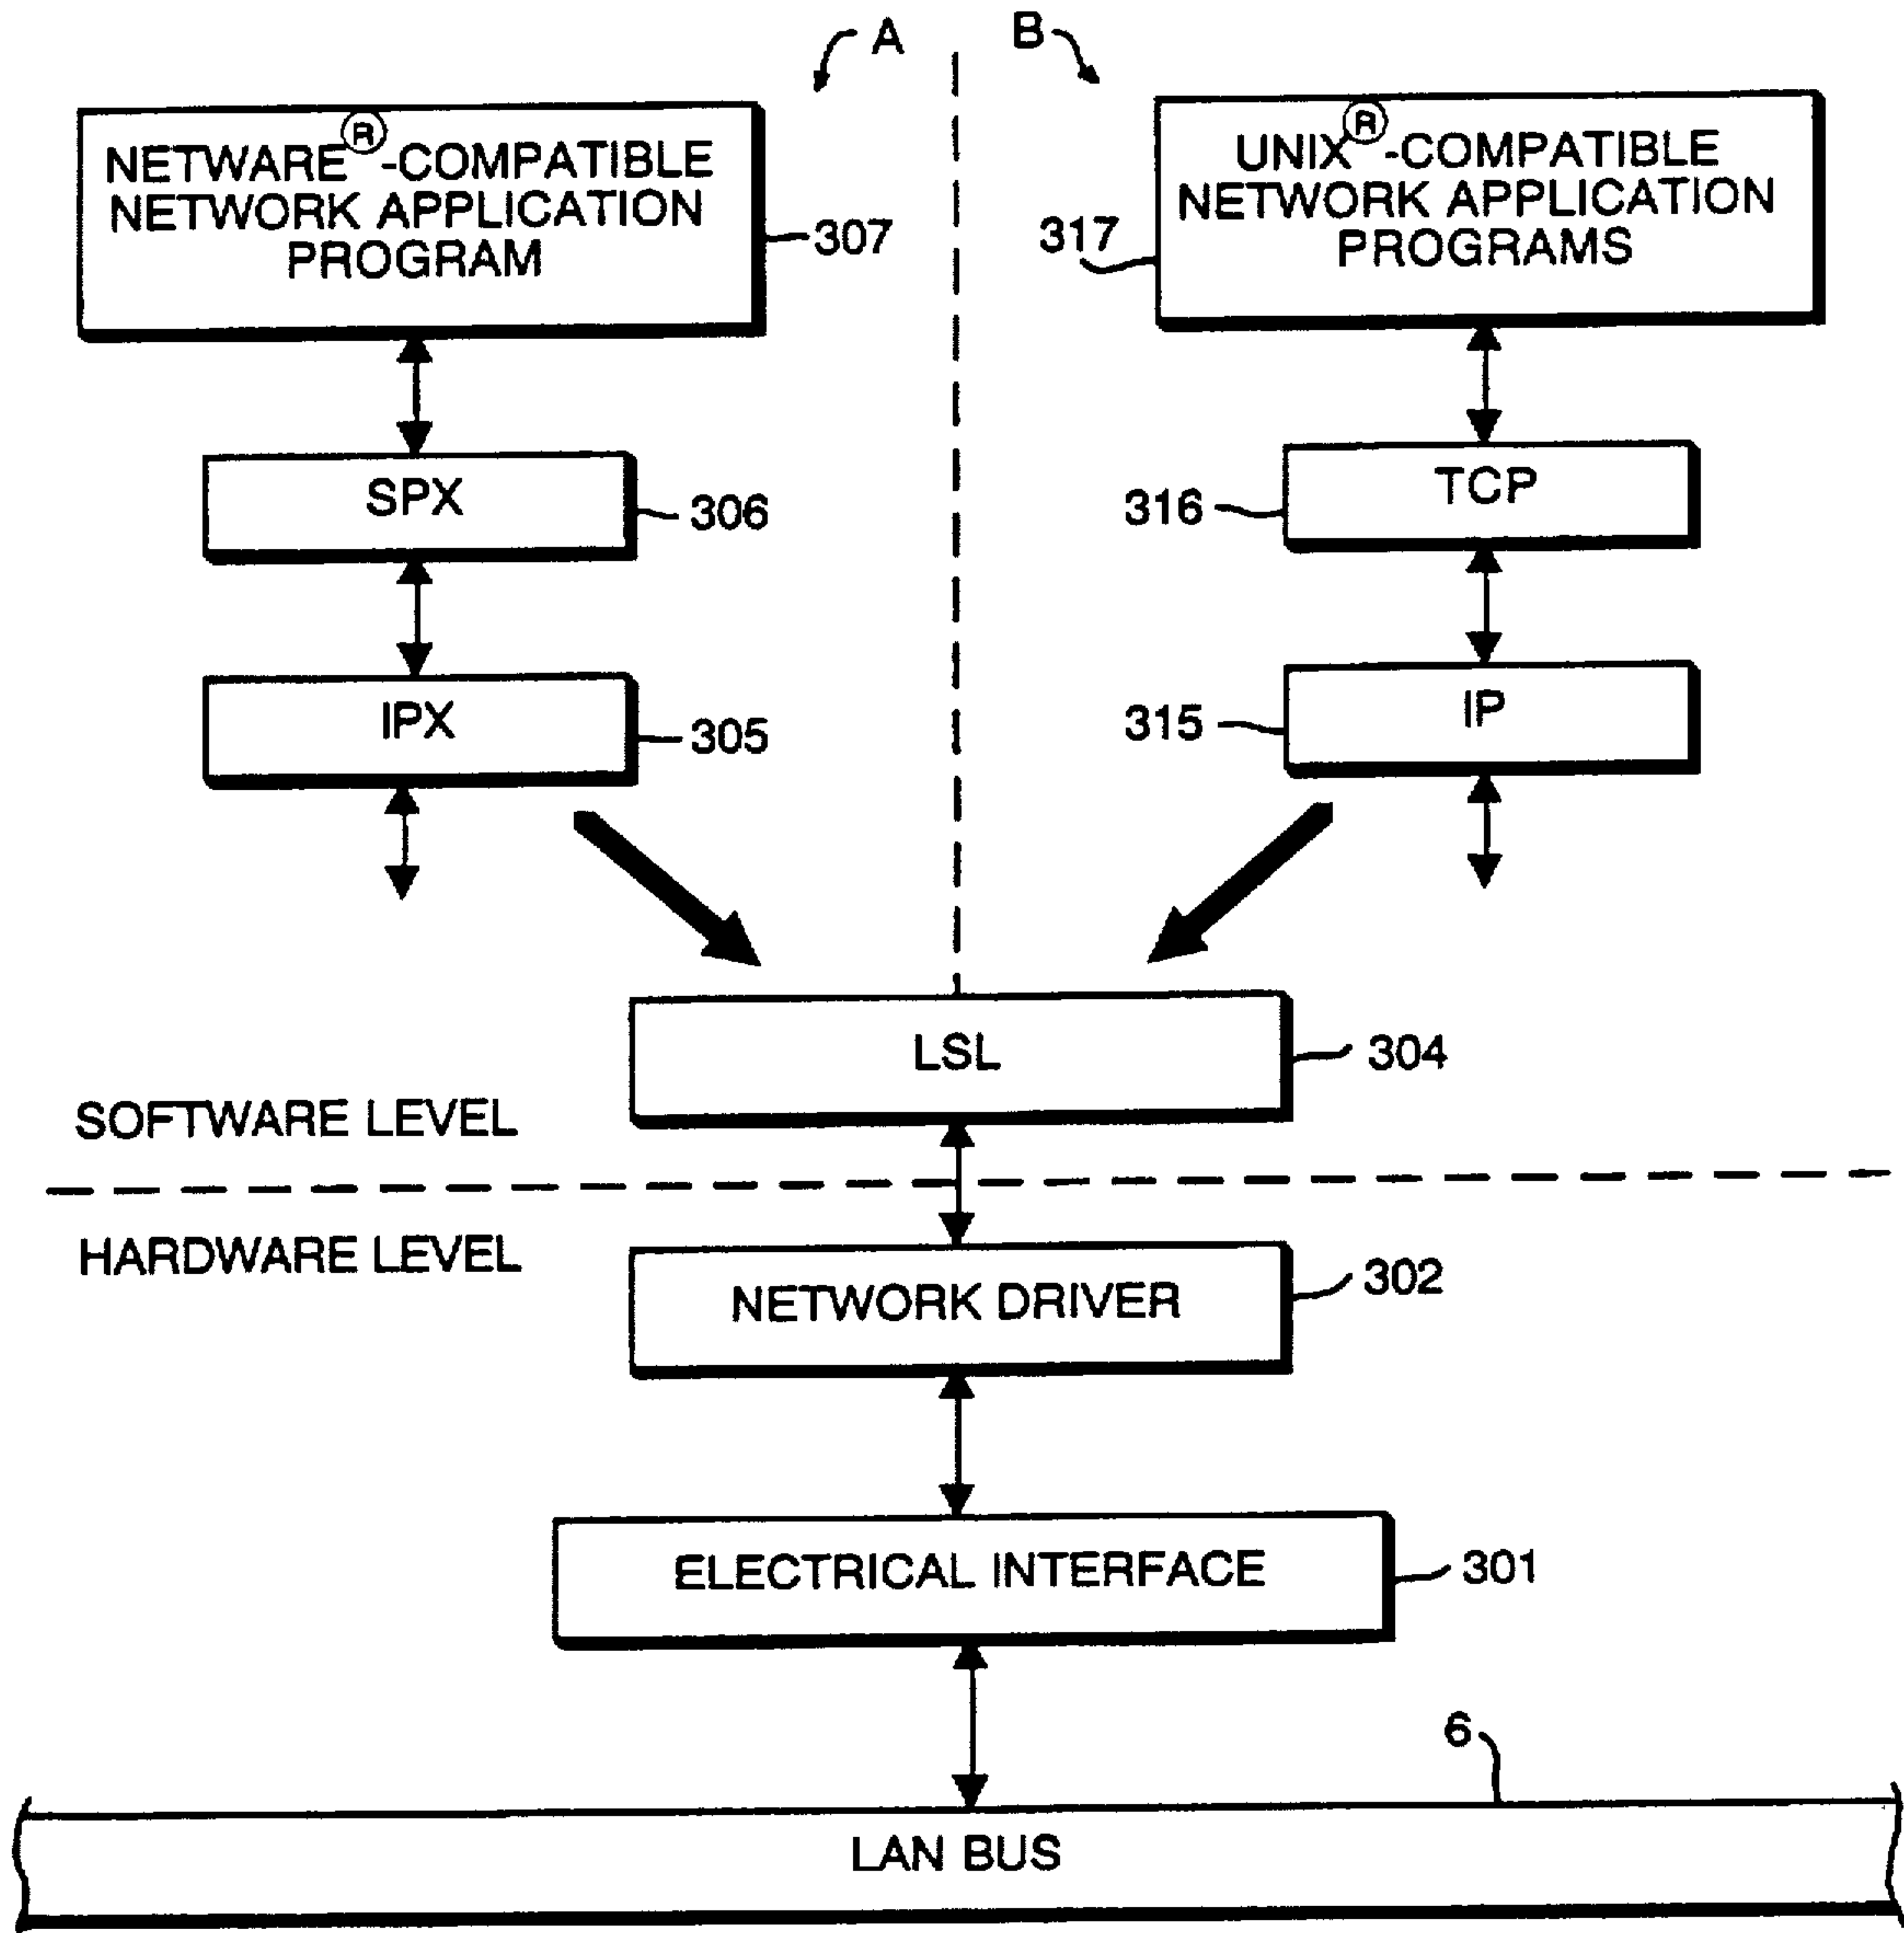 A
B
NETWARE®-COMPATIBLE
NETWORK APPLICATION
PROGRAM
307
317
UNIX®-COMPATIBLE
NETWORK APPLICATION
PROGRAMS
SPX
306
316
TCP
IPX
305
315
IP
LSL
304
SOFTWARE LEVEL
HARDWARE LEVEL
NETWORK DRIVER
302
ELECTRICAL INTERFACE
301
6
LAN BUS